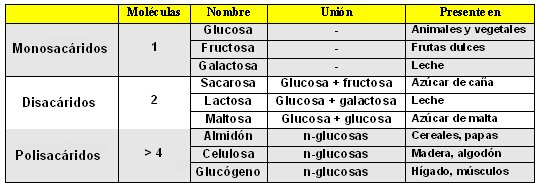 Moléculas Nombre Unión Presente en
Monosacáridos 1 Glucosa - Animales y vegetales
Fructosa - Frutas dulces
Galactosa - Leche
Disacáridos 2 Sacarosa Glucosa + fructosa Azúcar de caña
Lactosa Glucosa + galactosa Leche
Maltosa Glucosa + glucosa Azúcar de malta
Polisacáridos > 4 Almidón n-glucosas Cereales, papas
Celulosa n-glucosas Madera, algodón
Glucógeno n-glucosas Hígado, músculos